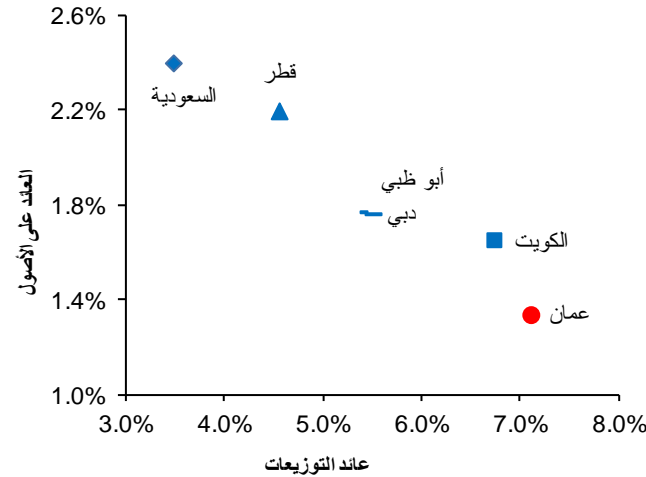 2.6%
قطر
السعودية
2.2%
أبو ظبي
1.8%
دبي
الكويت
العائد على الأصول
1.4%
عمان
1.0%
3.0% 4.0% 5.0% 6.0% 7.0% 8.0%
عائد التوزيعات